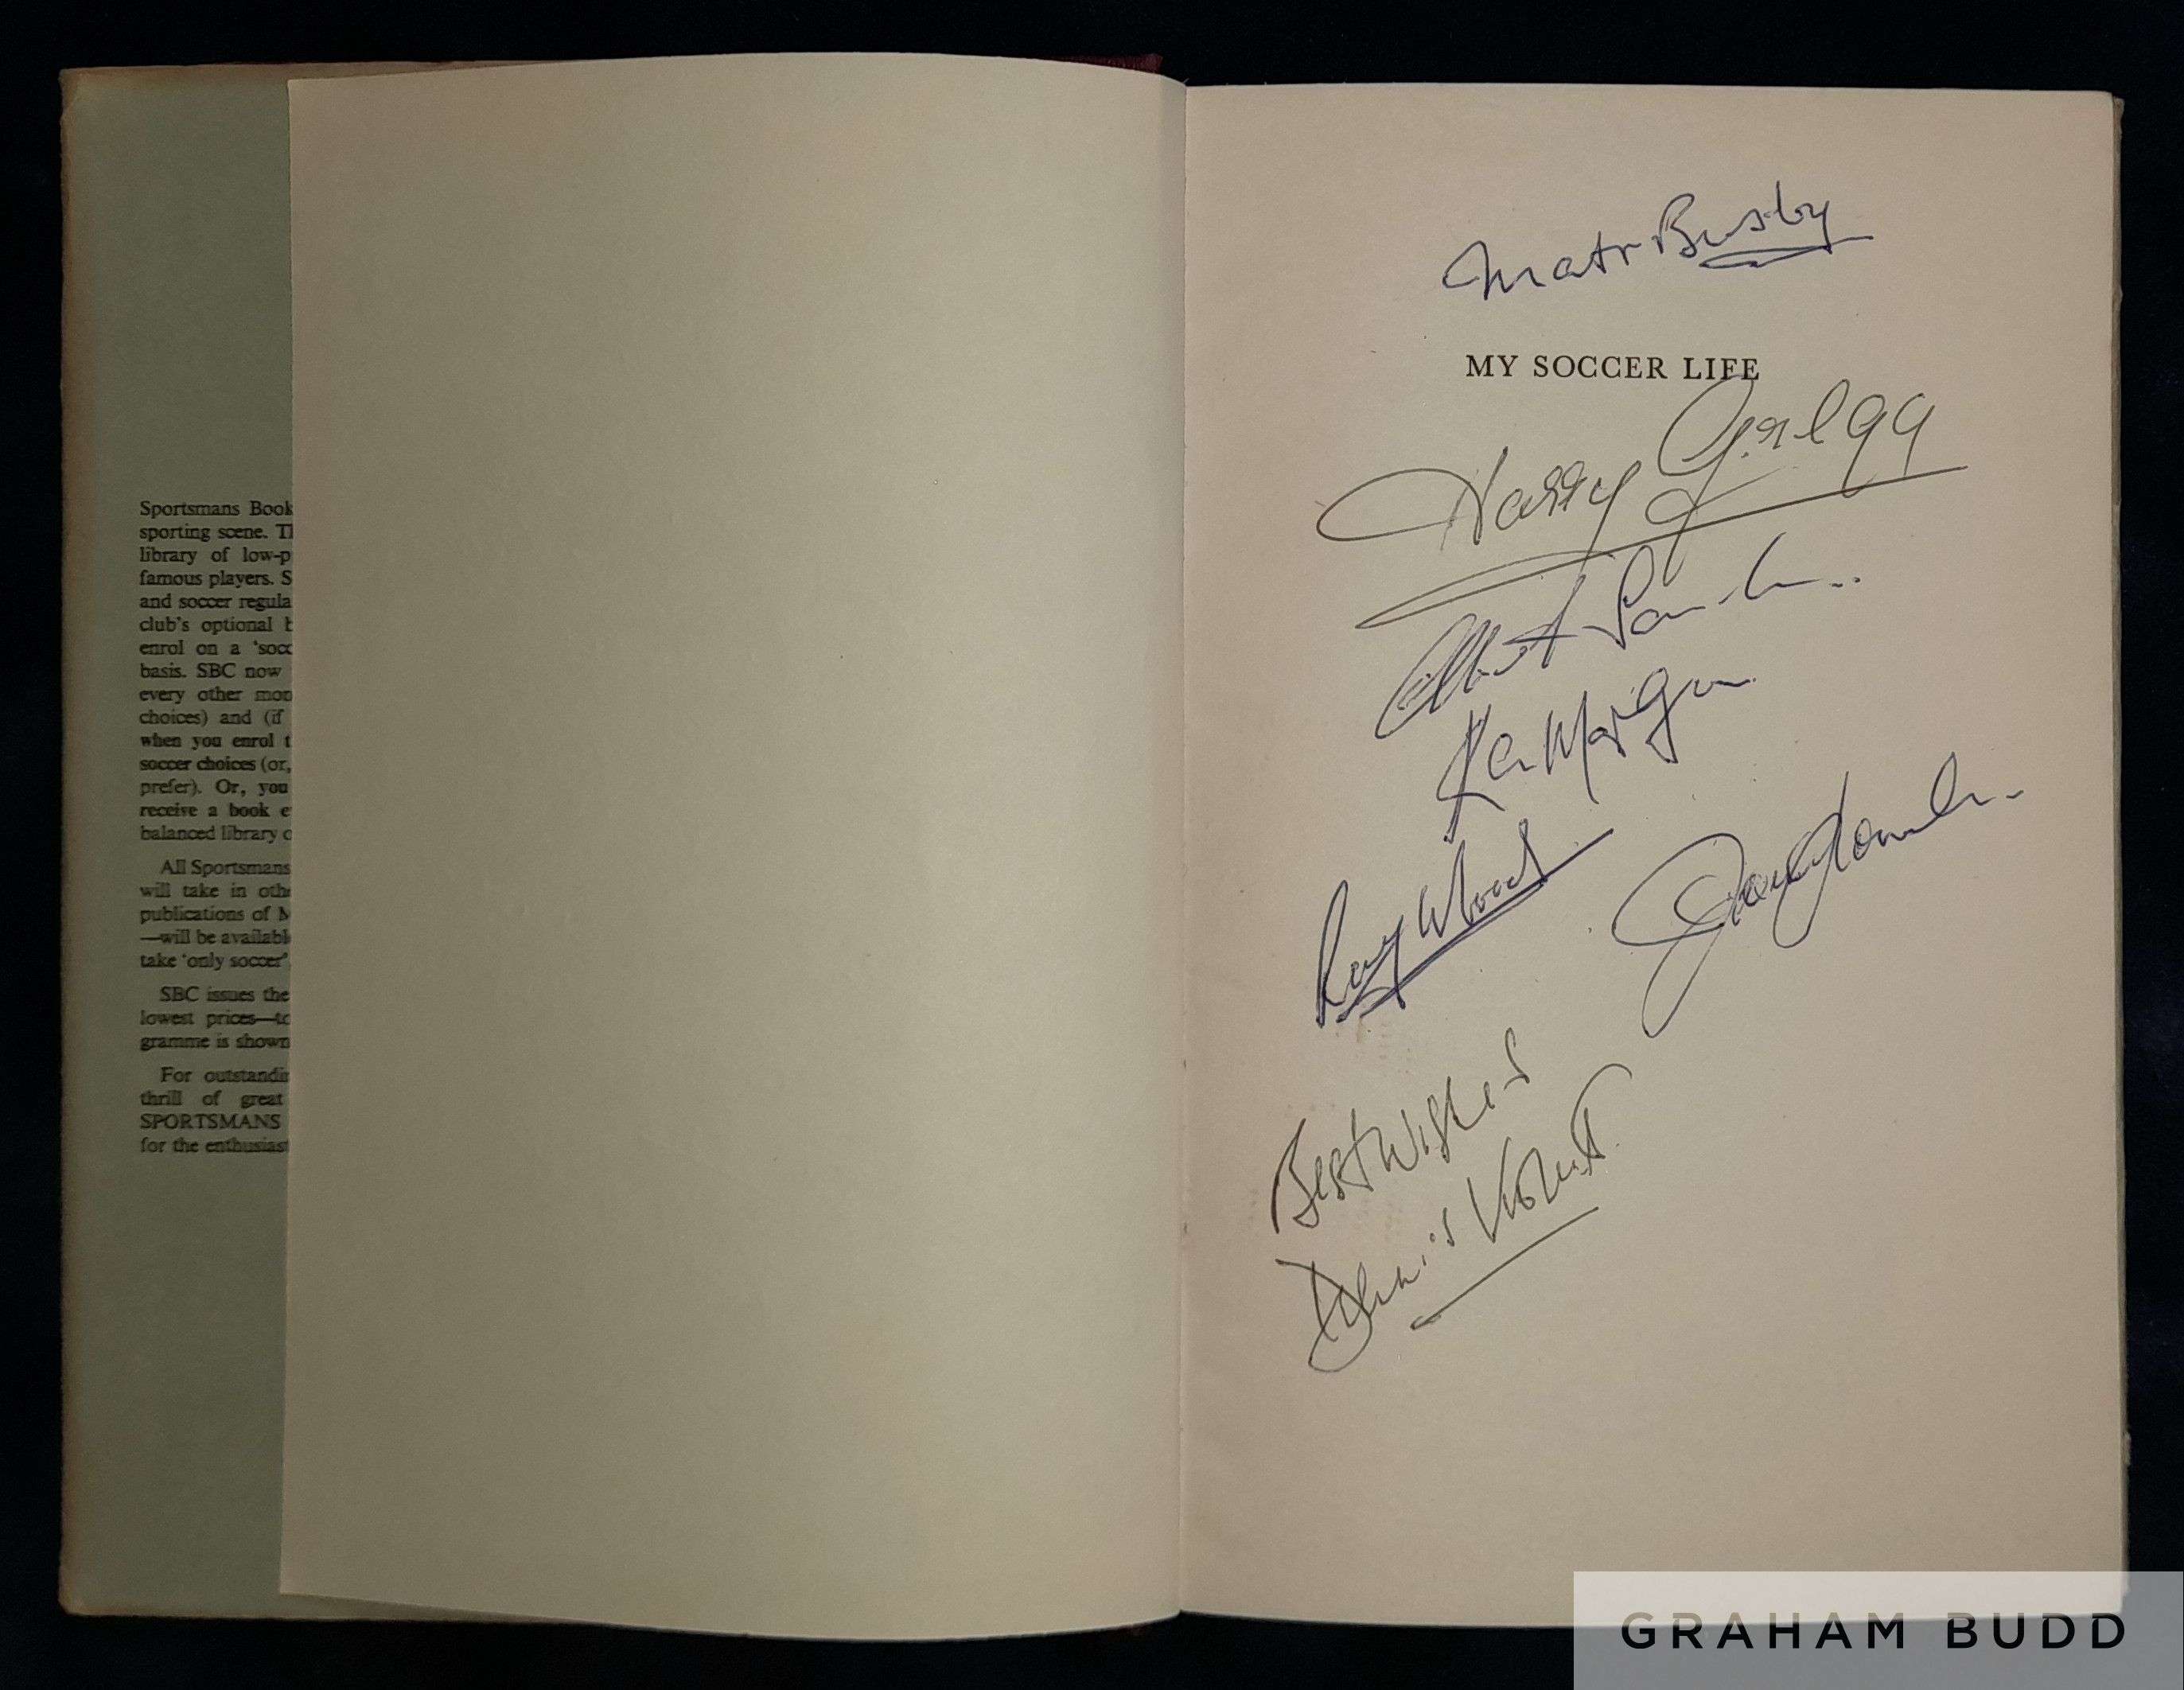 Sportsmans Book
sporting scene. Th
library of low-p
famous players. S
and soccer regula
club's optional b
enrol on a 'socc
basis. SBC now
every other mon
choices) and (if
when you enrol t
soccer choices (or,
prefer). Or, you
receive a book e
balanced library o
All Sportsmans
will take in othe
publications of M
—will be availabl
take 'only soccer'
SBC issues the
lowest prices—to
gramme is shown
For outstandin
thrill of great
SPORTSMANS
for the enthusiast
Matt Busby
MY SOCCER LIFE
Harry Gregg
Albert Scanlon
Ken Morgans
Ray Wood
Best Wishes
Dennis Viollet
GRAHAM BUDD